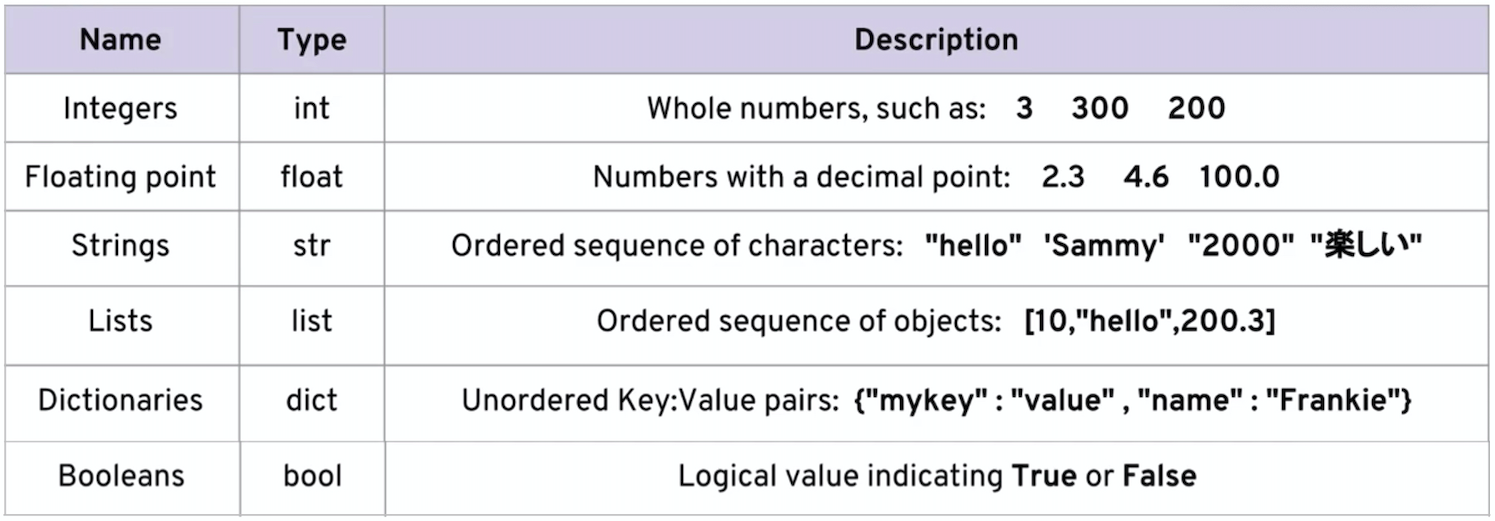 Name Type Description
Integers int Whole numbers, such as: 3 300 200
Floating point float Numbers with a decimal point: 2.3 4.6 100.0
Strings str Ordered sequence of characters: "hello" 'Sammy' "2000" "楽しい"
Lists list Ordered sequence of objects: [10,"hello",200.3]
Dictionaries dict Unordered Key:Value pairs: {"mykey" : "value" , "name" : "Frankie"}
Booleans bool Logical value indicating True or False